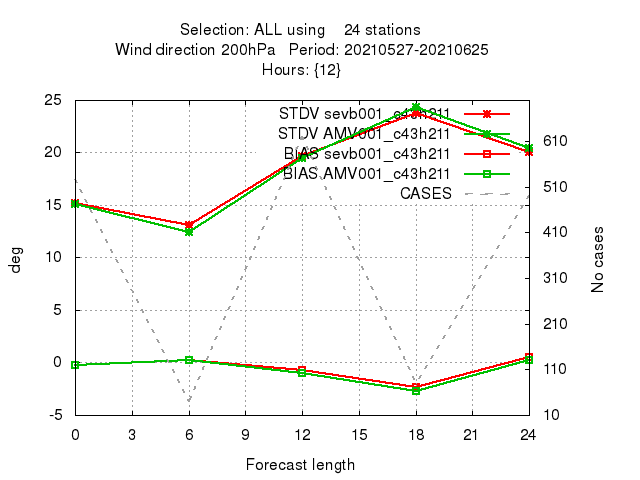 Selection: ALL using 24 stations
Wind direction 200hPa Period: 20210527-20210625
Hours: {12}
STDV sevb001_c43h211
STDV AMV001_c43h211
BIAS sevb001_c43h211
BIAS AMV001_c43h211
CASES
25
20
15
10
5
0
-5
deg
610
510
410
310
210
110
10
No cases
0 3 6 9 12 15 18 21 24
Forecast length